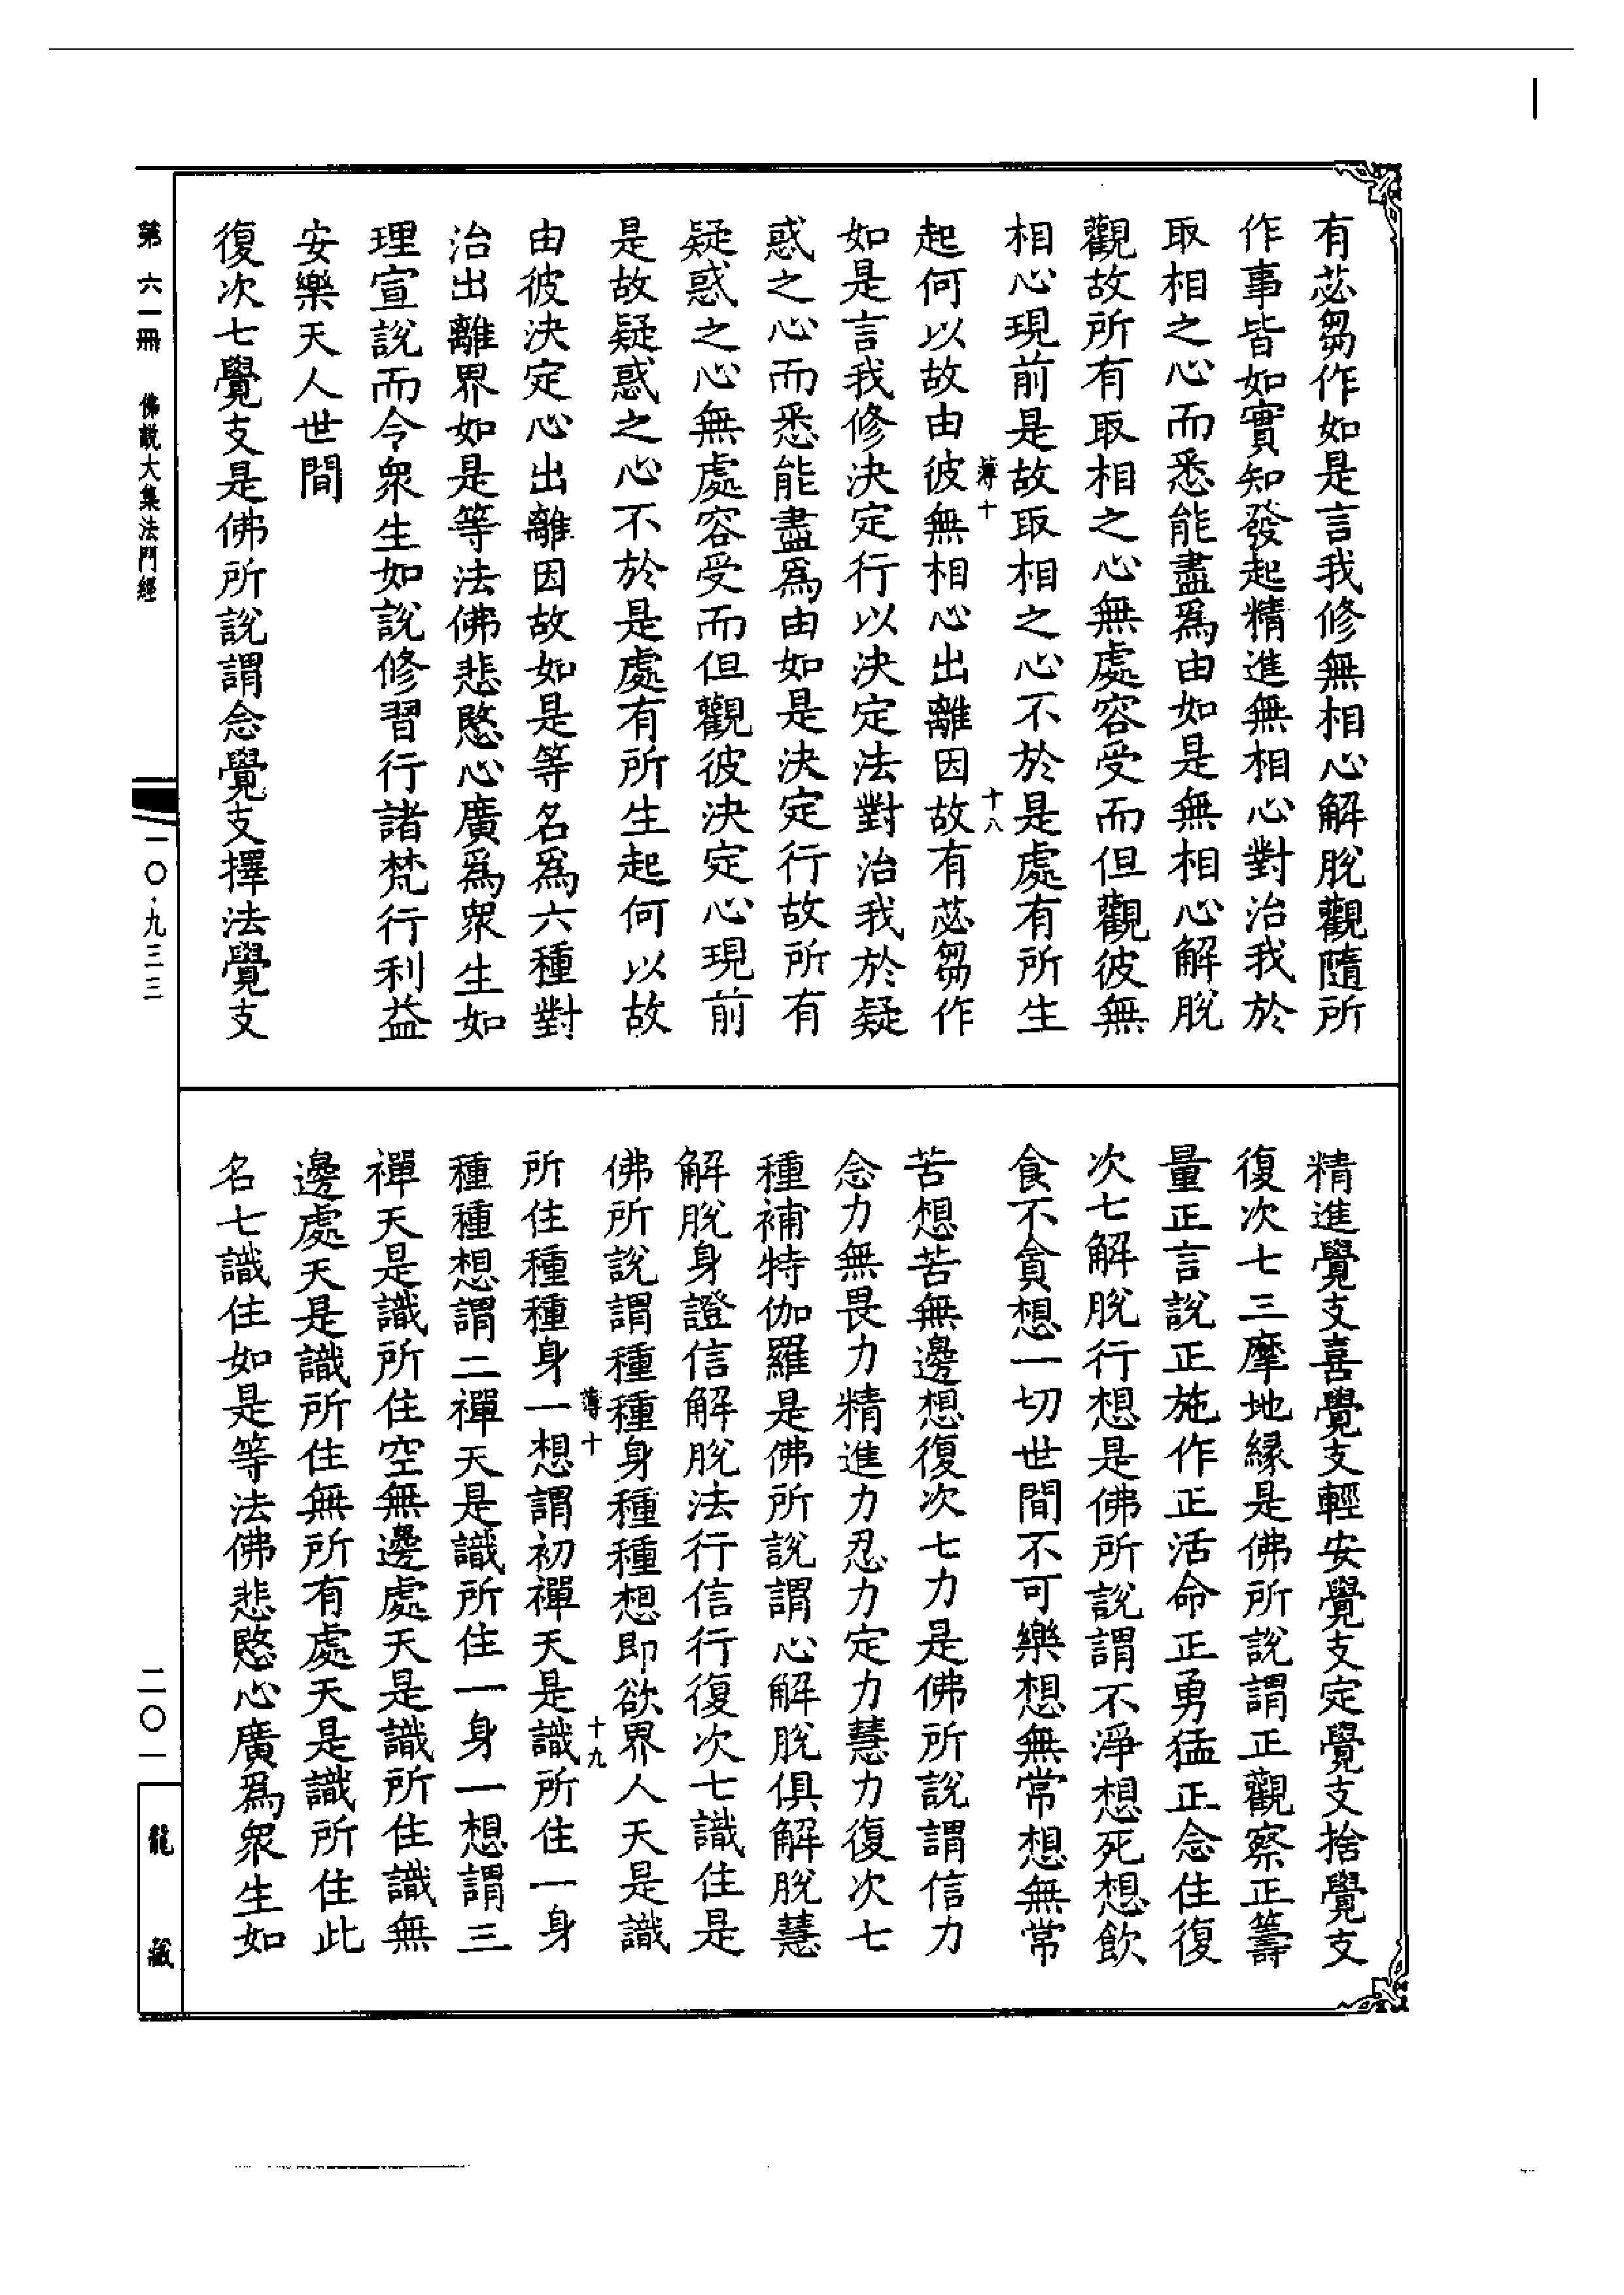 有苾芻作如是言我修無相心解脫觀隨所
作事皆如實知發起精進無相心對治我於
取相之心而悉能盡爲由如是無相心解脫
觀故所有取相之心無處容受而但觀彼無
相心現前是故取相之心不於是處有所生
薄十 十八
起何以故由彼無相心出離因故有苾芻作
如是言我修決定行以決定法對治我於疑
惑之心而悉能盡爲由如是決定行故所有
疑惑之心無處容受而但觀彼決定心現前
是故疑惑之心不於是處有所生起何以故
由彼決定心出離因故如是等名爲六種對
治出離界如是等法佛悲愍心廣爲衆生如
理宣說而令衆生如說修習行諸梵行利益
安樂天人世間
復次七覺支是佛所說謂念覺支擇法覺支
精進覺支喜覺支輕安覺支定覺支捨覺支
復次七三摩地緣是佛所說謂正觀察正籌
量正言說正施作正活命正勇猛正念住復
次七解脫行想是佛所說謂不淨想死想飲
食不貪想一切世間不可樂想無常想無常
苦想苦無邊想復次七力是佛所說謂信力
念力無畏力精進力忍力定力慧力復次七
種補特伽羅是佛所說謂心解脫俱解脫慧
解脫身證信解脫法行信行復次七識住是
佛所說謂種種身種種想即欲界人天是識
薄十 十九
所住種種身一想謂初禪天是識所住一身
種種想謂二禪天是識所住一身一想謂三
禪天是識所住空無邊處天是識所住識無
邊處天是識所住無所有處天是識所住此
名七識住如是等法佛悲愍心廣爲衆生如
第六一冊 佛説大集法門經
一〇·九三三
二〇一
龍藏